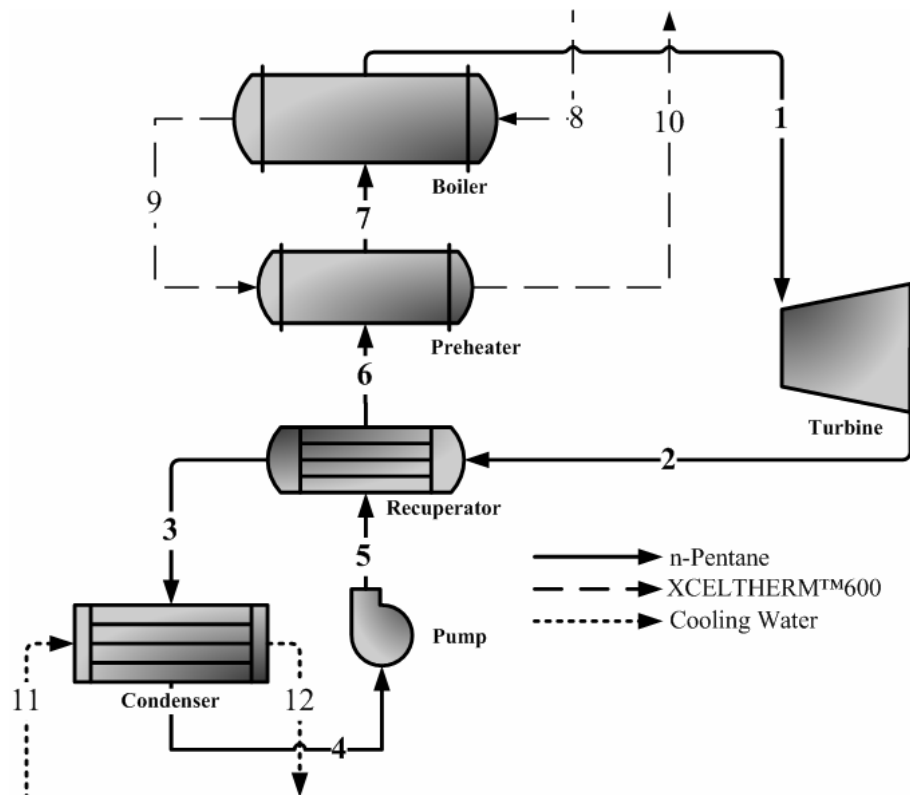 8
10
1
Boiler
9
7
Preheater
6
Turbine
2
Recuperator
3
5
n-Pentane
XCELTHERM™600
Cooling Water
Pump
11
Condenser
12
4